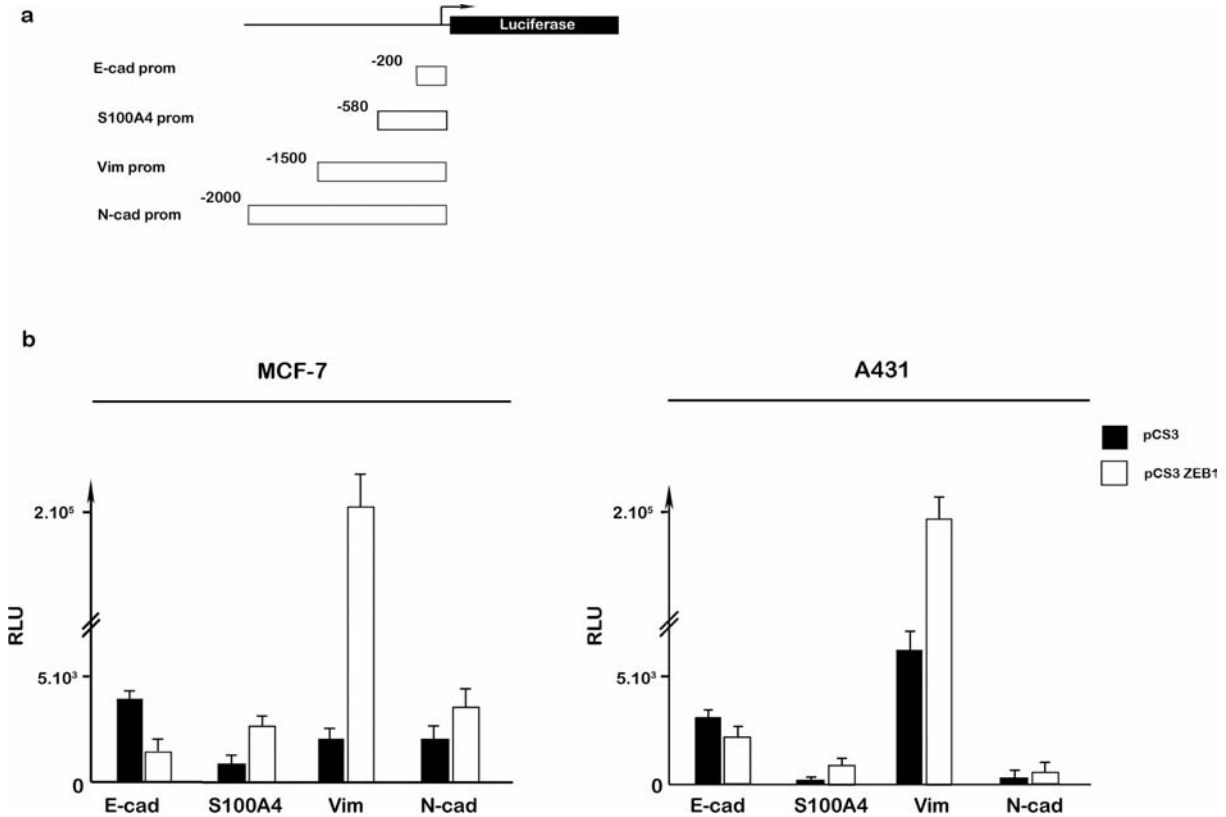 a
Luciferase
E-cad prom
-200
S100A4 prom
-580
Vim prom
-1500
N-cad prom
-2000
b
MCF-7
A431
pCS3
pCS3 ZEB1
RLU
2.10⁵
5.10³
0
E-cad S100A4 Vim N-cad
RLU
2.10⁵
5.10³
0
E-cad S100A4 Vim N-cad